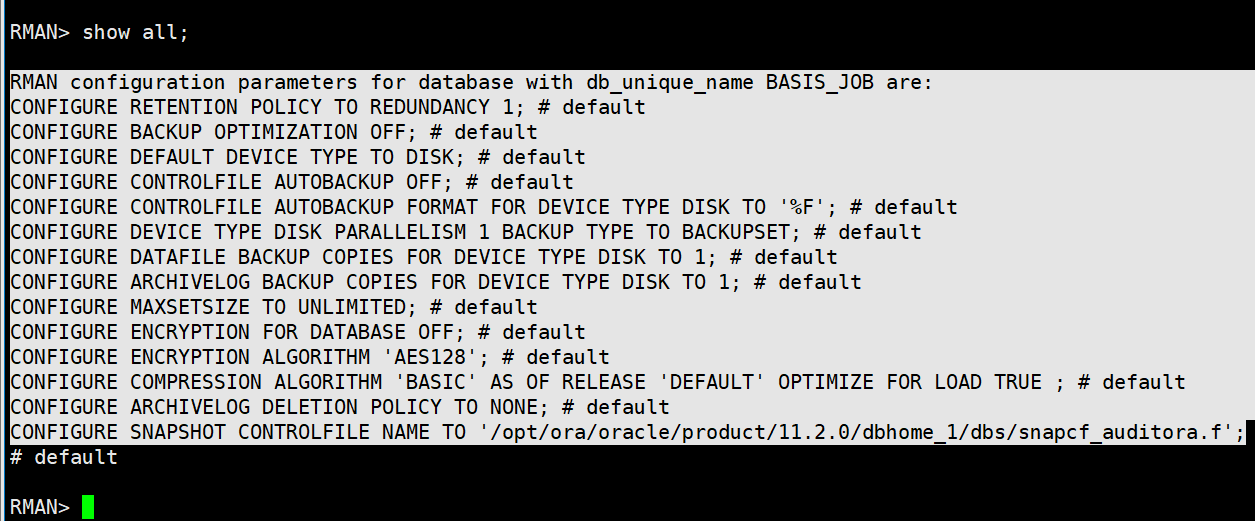 RMAN> show all;
RMAN configuration parameters for database with db_unique_name BASIS_JOB are:
CONFIGURE RETENTION POLICY TO REDUNDANCY 1; # default
CONFIGURE BACKUP OPTIMIZATION OFF; # default
CONFIGURE DEFAULT DEVICE TYPE TO DISK; # default
CONFIGURE CONTROLFILE AUTOBACKUP OFF; # default
CONFIGURE CONTROLFILE AUTOBACKUP FORMAT FOR DEVICE TYPE DISK TO '%F'; # default
CONFIGURE DEVICE TYPE DISK PARALLELISM 1 BACKUP TYPE TO BACKUPSET; # default
CONFIGURE DATAFILE BACKUP COPIES FOR DEVICE TYPE DISK TO 1; # default
CONFIGURE ARCHIVELOG BACKUP COPIES FOR DEVICE TYPE DISK TO 1; # default
CONFIGURE MAXSETSIZE TO UNLIMITED; # default
CONFIGURE ENCRYPTION FOR DATABASE OFF; # default
CONFIGURE ENCRYPTION ALGORITHM 'AES128'; # default
CONFIGURE COMPRESSION ALGORITHM 'BASIC' AS OF RELEASE 'DEFAULT' OPTIMIZE FOR LOAD TRUE ; # default
CONFIGURE ARCHIVELOG DELETION POLICY TO NONE; # default
CONFIGURE SNAPSHOT CONTROLFILE NAME TO '/opt/ora/oracle/product/11.2.0/dbhome_1/dbs/snapcf_auditora.f';
# default
RMAN>